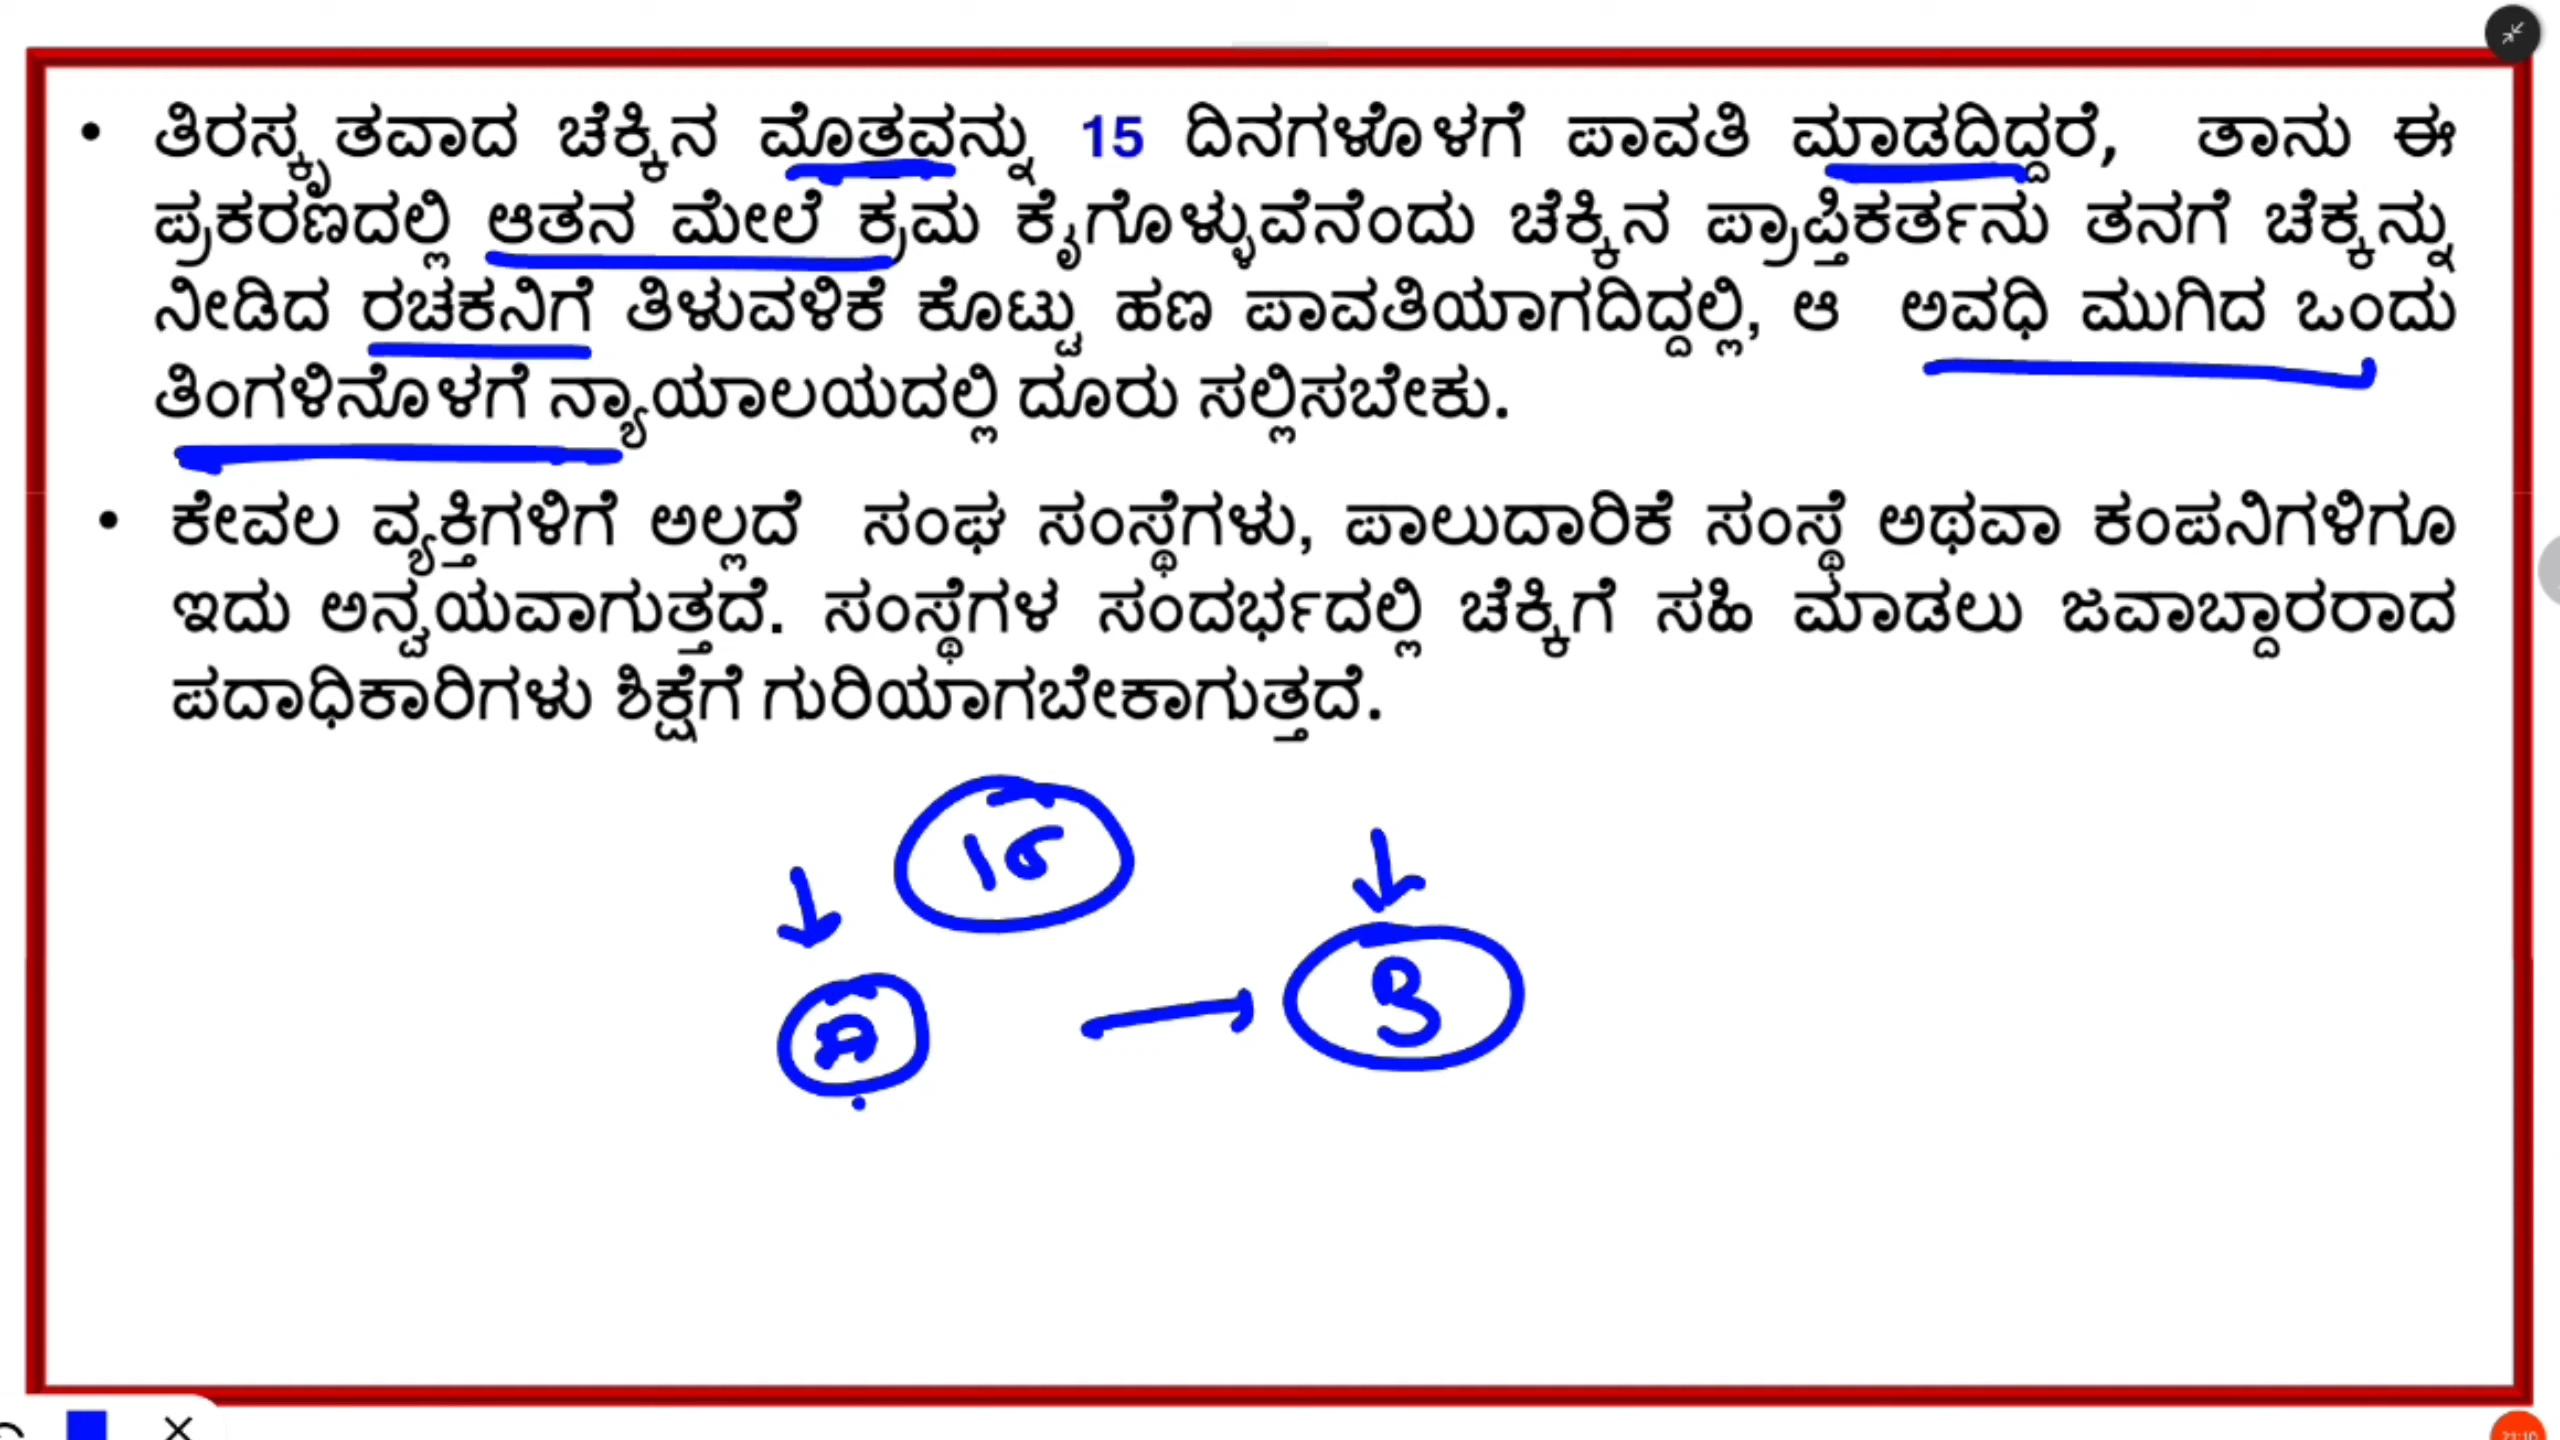 • ತಿರಸ್ಕೃತವಾದ ಚೆಕ್ಕಿನ ಮೊತವನ್ನು 15 ದಿನಗಳೊಳಗೆ ಪಾವತಿ ಮಾಡದಿದ್ದರೆ, ತಾನು ಈ
ಪ್ರಕರಣದಲ್ಲಿ ಆತನ ಮೇಲೆ ಕ್ರಮ ಕೈಗೊಳ್ಳುವೆನೆಂದು ಚೆಕ್ಕಿನ ಪ್ರಾಪ್ತಿಕರ್ತನು ತನಗೆ ಚೆಕ್ಕನ್ನು
ನೀಡಿದ ರಚಕನಿಗೆ ತಿಳುವಳಿಕೆ ಕೊಟ್ಟು ಹಣ ಪಾವತಿಯಾಗದಿದ್ದಲ್ಲಿ, ಆ ಅವಧಿ ಮುಗಿದ ಒಂದು
ತಿಂಗಳಿನೊಳಗೆ ನ್ಯಾಯಾಲಯದಲ್ಲಿ ದೂರು ಸಲ್ಲಿಸಬೇಕು.
• ಕೇವಲ ವ್ಯಕ್ತಿಗಳಿಗೆ ಅಲ್ಲದೆ ಸಂಘ ಸಂಸ್ಥೆಗಳು, ಪಾಲುದಾರಿಕೆ ಸಂಸ್ಥೆ ಅಥವಾ ಕಂಪನಿಗಳಿಗೂ
ಇದು ಅನ್ವಯವಾಗುತ್ತದೆ. ಸಂಸ್ಥೆಗಳ ಸಂದರ್ಭದಲ್ಲಿ ಚೆಕ್ಕಿಗೆ ಸಹಿ ಮಾಡಲು ಜವಾಬ್ದಾರರಾದ
ಪದಾಧಿಕಾರಿಗಳು ಶಿಕ್ಷೆಗೆ ಗುರಿಯಾಗಬೇಕಾಗುತ್ತದೆ.
15
A
B